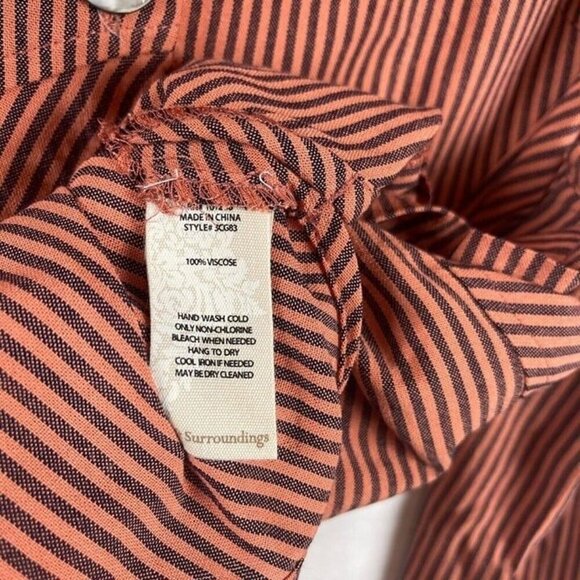 MADE IN CHINA
STYLE# 3CG83
100% VISCOSE
HAND WASH COLD
ONLY NON-CHLORINE
BLEACH WHEN NEEDED
HANG TO DRY
COOL IRON IF NEEDED
MAY BE DRY CLEANED
Surroundings